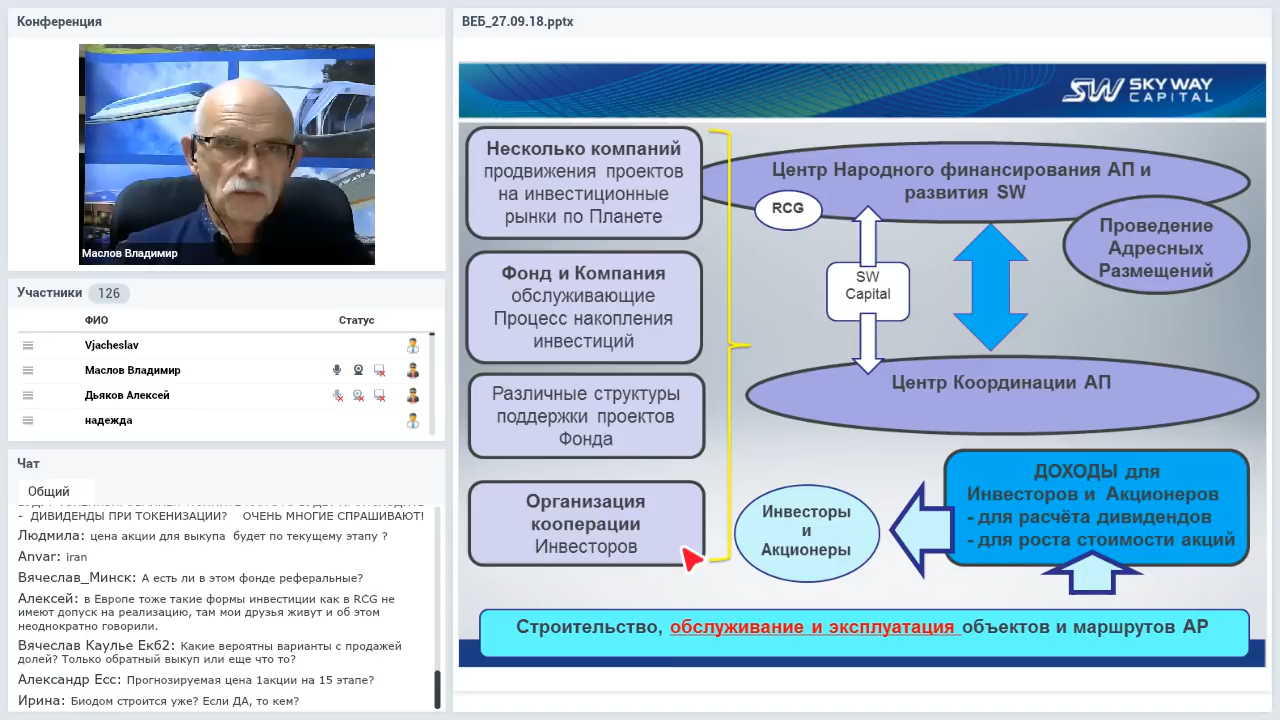 Конференция
Маслов Владимир
Участники 126
ФИО Статус
Vjacheslav
Маслов Владимир
Дьяков Алексей
надежда
Чат
Общий
- ДИВИДЕНДЫ ПРИ ТОКЕНИЗАЦИИ? ОЧЕНЬ МНОГИЕ СПРАШИВАЮТ!
Людмила: цена акции для выкупа будет по текущему этапу ?
Anvar: iran
Вячеслав_Минск: А есть ли в этом фонде реферальные?
Алексей: в Европе тоже такие формы инвестиции как в RCG не
имеют допуск на реализацию, там мои друзья живут и об этом
неоднократно говорили.
Вячеслав Каулье Екб2: Какие вероятны варианты с продажей
долей? Только обратный выкуп или еще что то?
Александр Есс: Прогнозируемая цена 1акции на 15 этапе?
Ирина: Биодом строится уже? Если ДА, то кем?
ВЕБ_27.09.18.pptx
SW SKY WAY
CAPITAL
Несколько компаний
продвижения проектов
на инвестиционные
рынки по Планете
Фонд и Компания
обслуживающие
Процесс накопления
инвестиций
Различные структуры
поддержки проектов
Фонда
Организация
кооперации
Инвесторов
Центр Народного финансирования АП и
развития SW
RCG
Проведение
Адресных
Размещений
SW
Capital
Центр Координации АП
Инвесторы
и
Акционеры
ДОХОДЫ для
Инвесторов и Акционеров
- для расчёта дивидендов
- для роста стоимости акций
Строительство, обслуживание и эксплуатация объектов и маршрутов АР